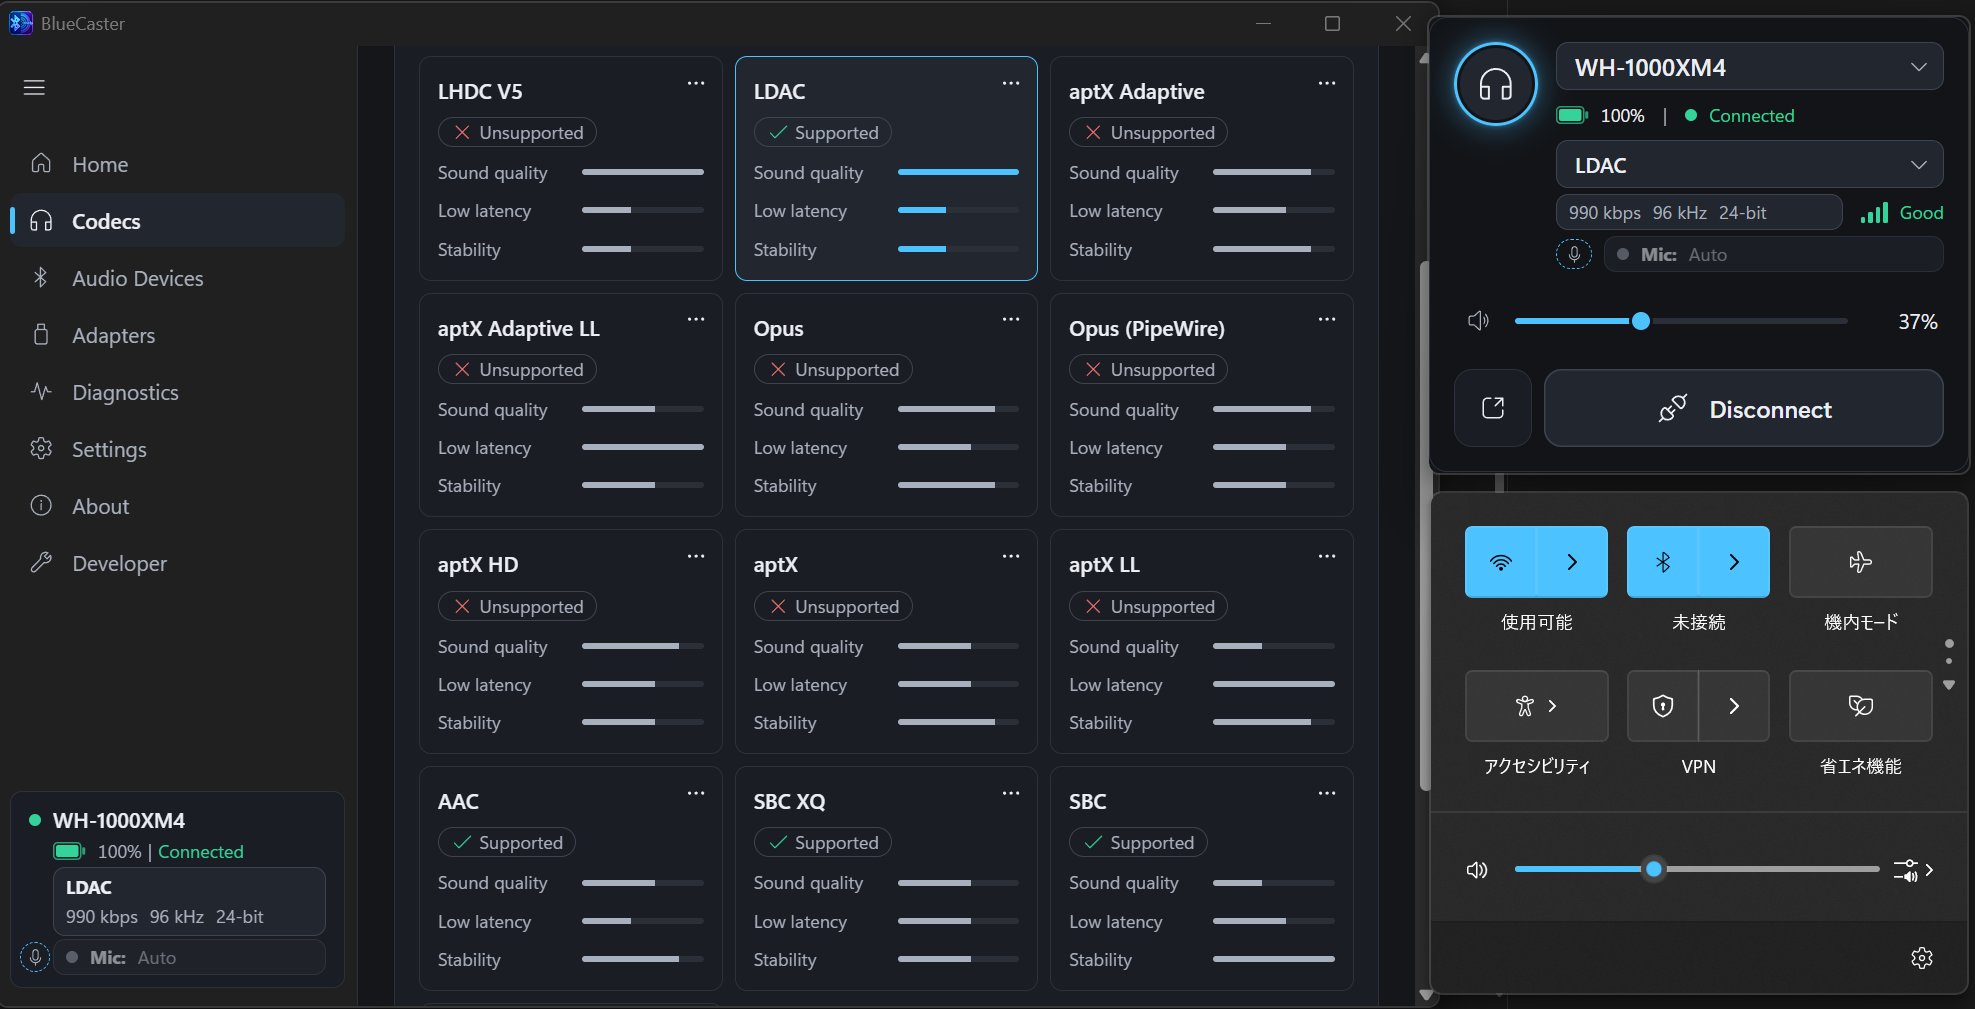 BlueCaster
Home
Codecs
Audio Devices
Adapters
Diagnostics
Settings
About
Developer
WH-1000XM4
100% | Connected
LDAC
990 kbps 96 kHz 24-bit
Mic: Auto
LHDC V5
Unsupported
Sound quality
Low latency
Stability
LDAC
Supported
Sound quality
Low latency
Stability
aptX Adaptive
Unsupported
Sound quality
Low latency
Stability
aptX Adaptive LL
Unsupported
Sound quality
Low latency
Stability
Opus
Unsupported
Sound quality
Low latency
Stability
Opus (PipeWire)
Unsupported
Sound quality
Low latency
Stability
aptX HD
Unsupported
Sound quality
Low latency
Stability
aptX
Unsupported
Sound quality
Low latency
Stability
aptX LL
Unsupported
Sound quality
Low latency
Stability
AAC
Supported
Sound quality
Low latency
Stability
SBC XQ
Supported
Sound quality
Low latency
Stability
SBC
Supported
Sound quality
Low latency
Stability
WH-1000XM4
100% | Connected
LDAC
990 kbps 96 kHz 24-bit Good
Mic: Auto
37%
Disconnect
使用可能 未接続 機内モード
アクセシビリティ VPN 省エネ機能